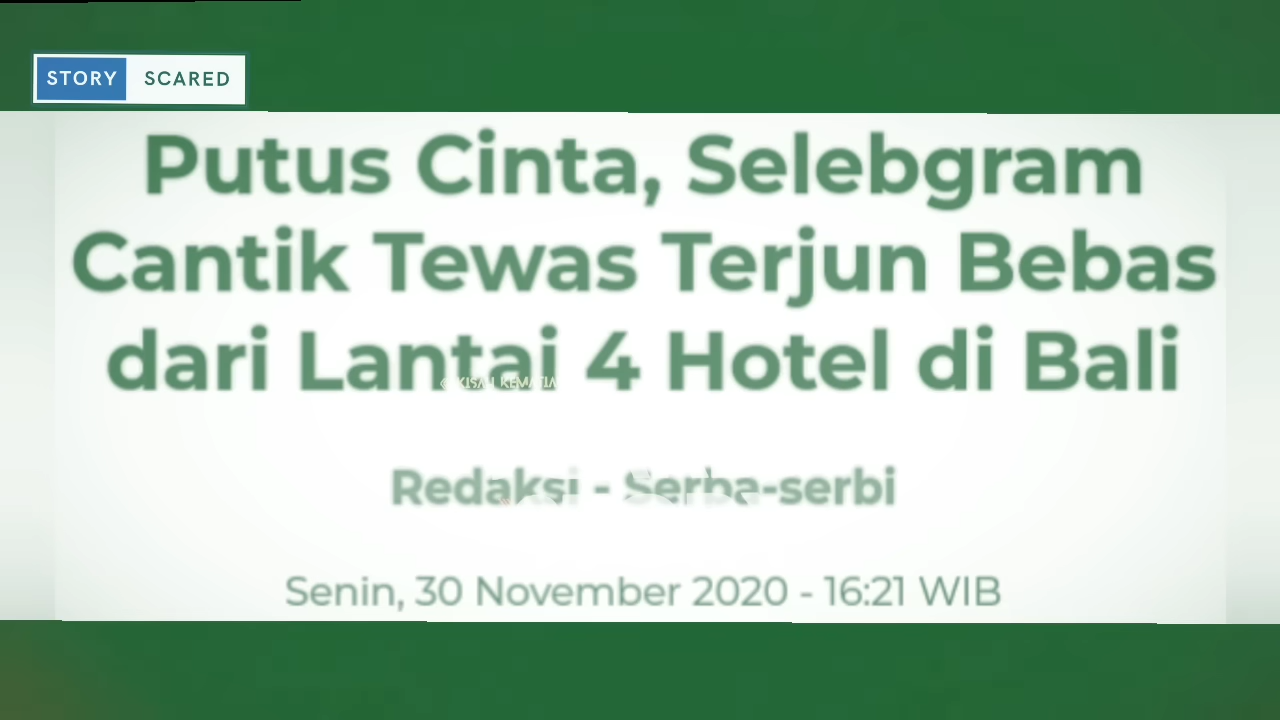 STORY SCARED
Putus Cinta, Selebgram
Cantik Tewas Terjun Bebas
dari Lantai 4 Hotel di Bali
Redaksi - Serba-serbi
Senin, 30 November 2020 - 16:21 WIB